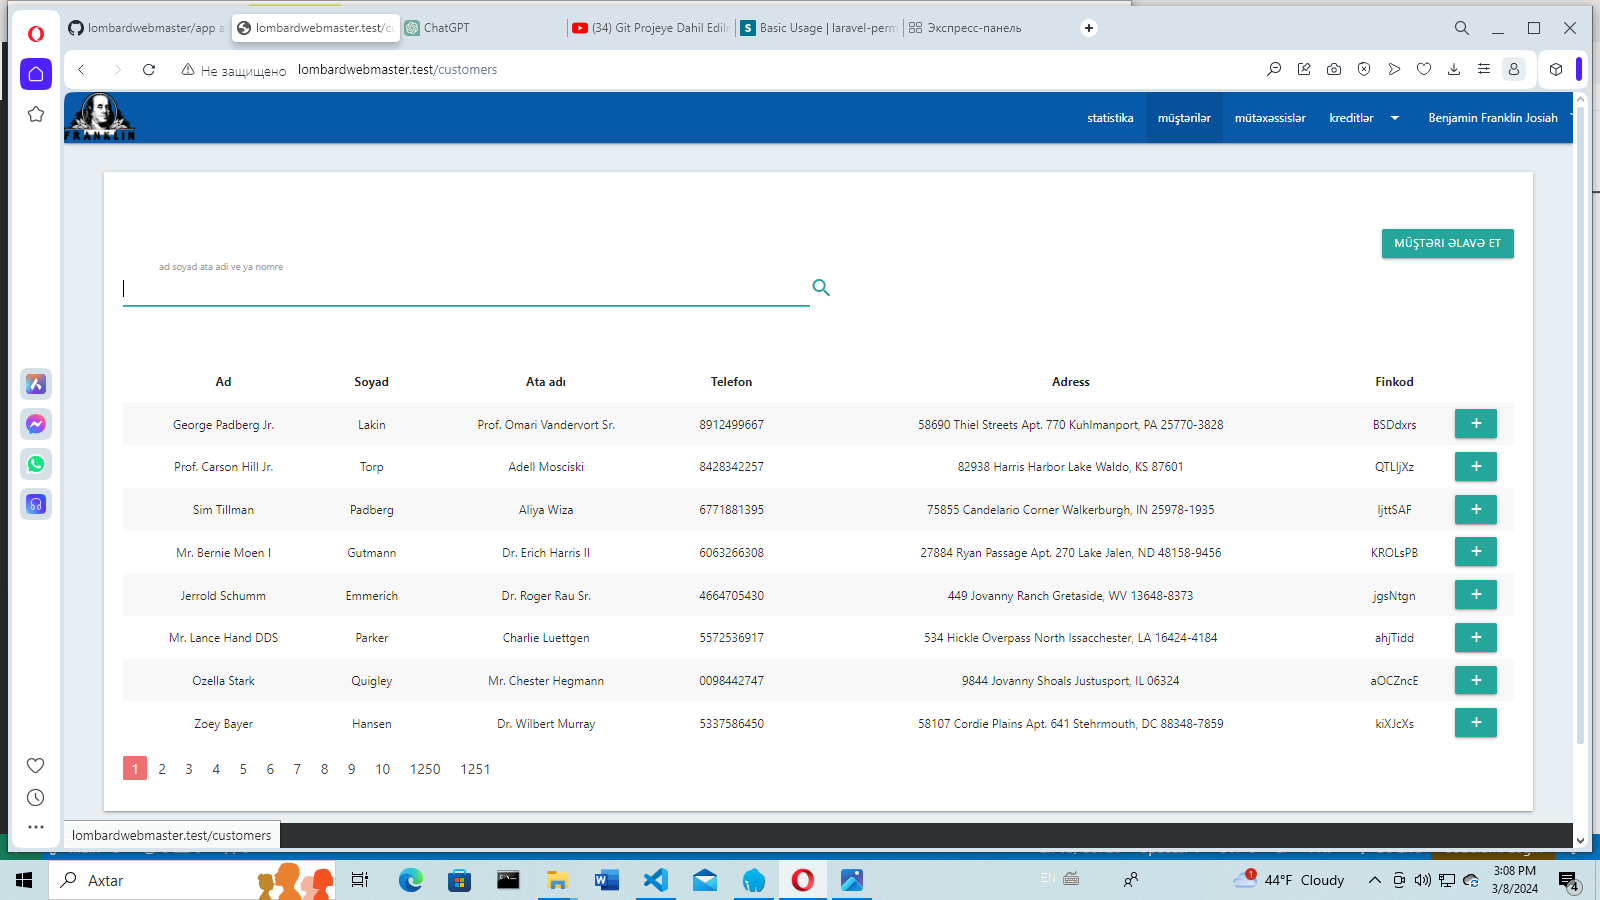 lombardwebmaster/app a
lombardwebmaster.test/cu
ChatGPT
(34) Git Projeye Dahil Edilm
S Basic Usage | laravel-perm
Экспресс-панель
Не защищено lombardwebmaster.test/customers
FRANKLIN
statistika
müştərilər
mütəxəssislər
kreditlər
Benjamin Franklin Josiah
MÜŞTƏRI ƏLAVƏ ET
ad soyad ata adi ve ya nomre
Ad Soyad Ata adı Telefon Adress Finkod
George Padberg Jr. Lakin Prof. Omari Vandervort Sr. 8912499667 58690 Thiel Streets Apt. 770 Kuhlmanport, PA 25770-3828 BSDdxrs +
Prof. Carson Hill Jr. Torp Adell Mosciski 8428342257 82938 Harris Harbor Lake Waldo, KS 87601 QTLIjXz +
Sim Tillman Padberg Aliya Wiza 6771881395 75855 Candelario Corner Walkerburgh, IN 25978-1935 IjttSAF +
Mr. Bernie Moen I Gutmann Dr. Erich Harris II 6063266308 27884 Ryan Passage Apt. 270 Lake Jalen, ND 48158-9456 KROLsPB +
Jerrold Schumm Emmerich Dr. Roger Rau Sr. 4664705430 449 Jovanny Ranch Gretaside, WV 13648-8373 jgsNtgn +
Mr. Lance Hand DDS Parker Charlie Luettgen 5572536917 534 Hickle Overpass North Issacchester, LA 16424-4184 ahjTidd +
Ozella Stark Quigley Mr. Chester Hegmann 0098442747 9844 Jovanny Shoals Justusport, IL 06324 aOCZncE +
Zoey Bayer Hansen Dr. Wilbert Murray 5337586450 58107 Cordie Plains Apt. 641 Stehrmouth, DC 88348-7859 kiXJcXs +
1 2 3 4 5 6 7 8 9 10 1250 1251
lombardwebmaster.test/customers
Axtar
EN
1
44°F Cloudy
3:08 PM
3/8/2024
4